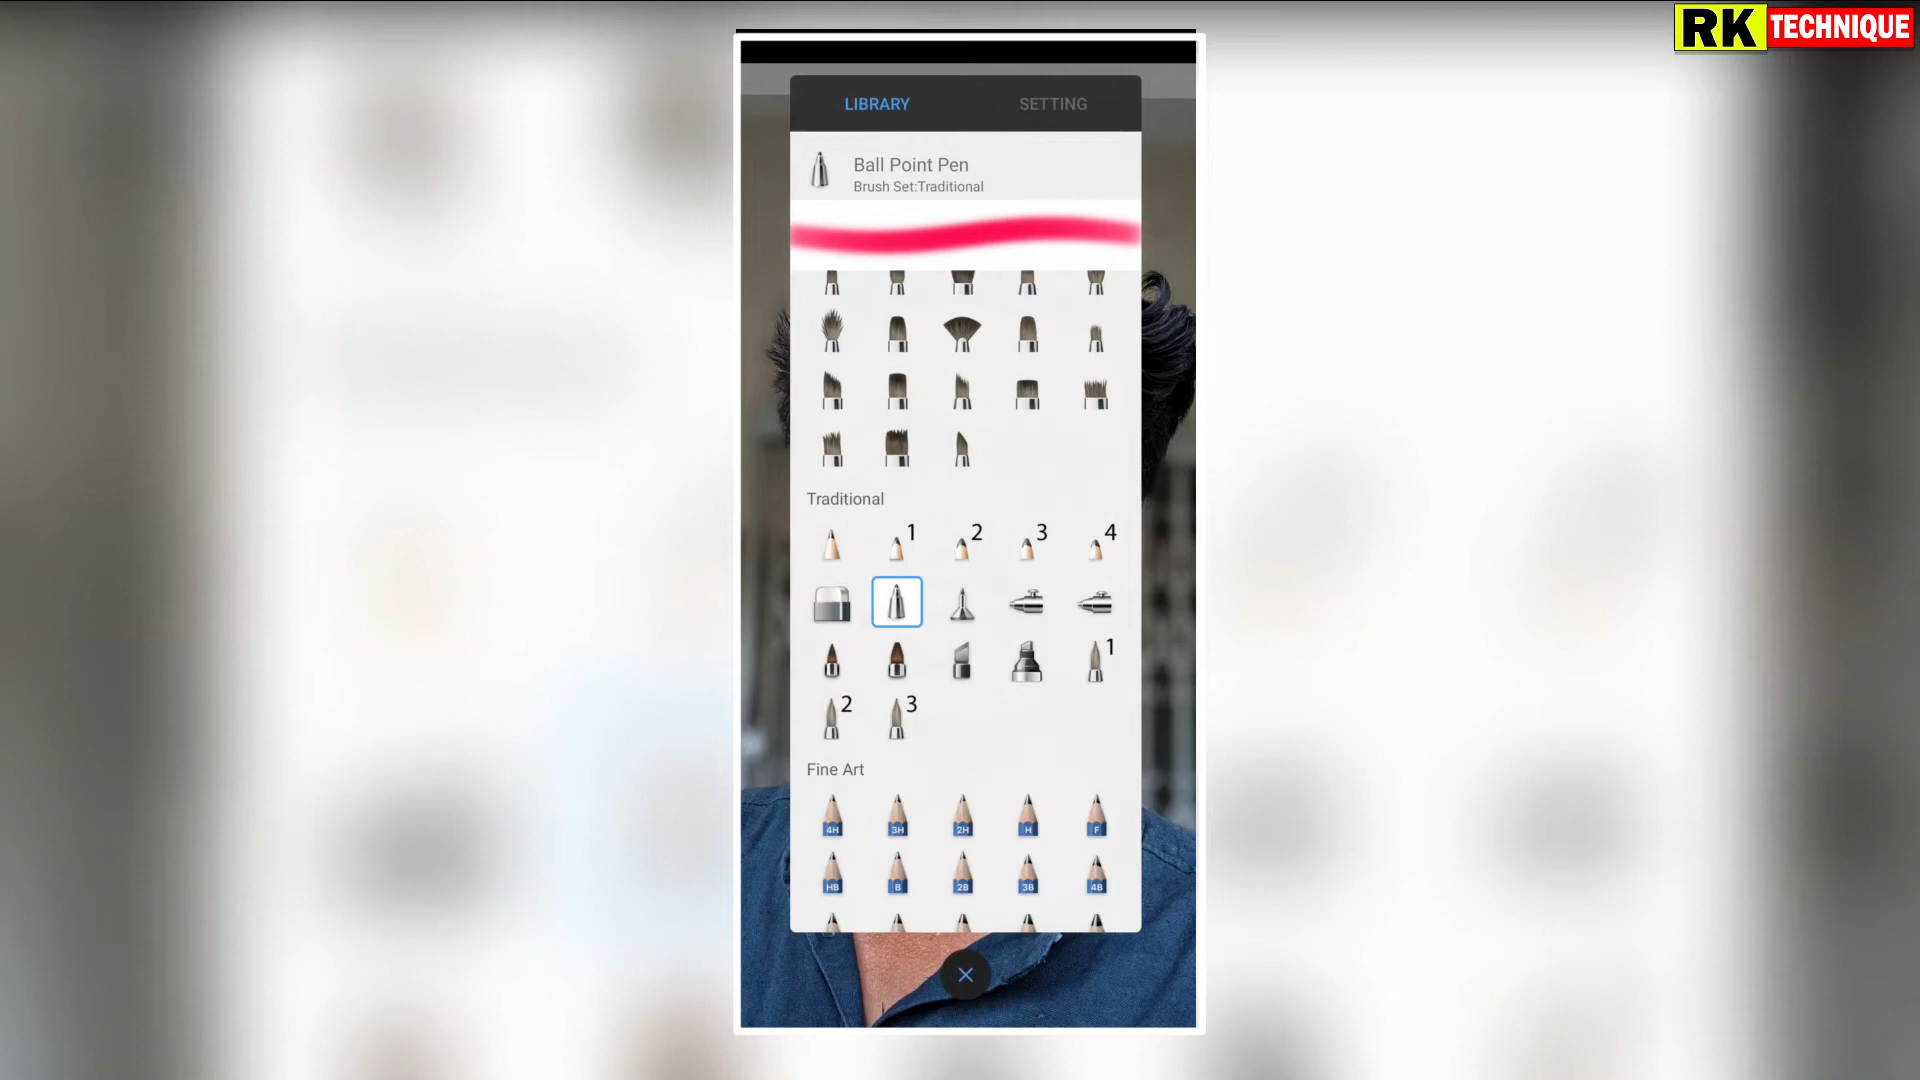 RK TECHNIQUE
LIBRARY SETTING
Ball Point Pen
Brush Set:Traditional
Traditional
1 2 3 4
1
2 3
Fine Art
4H 3H 2H H F
HB B 2B 3B 4B